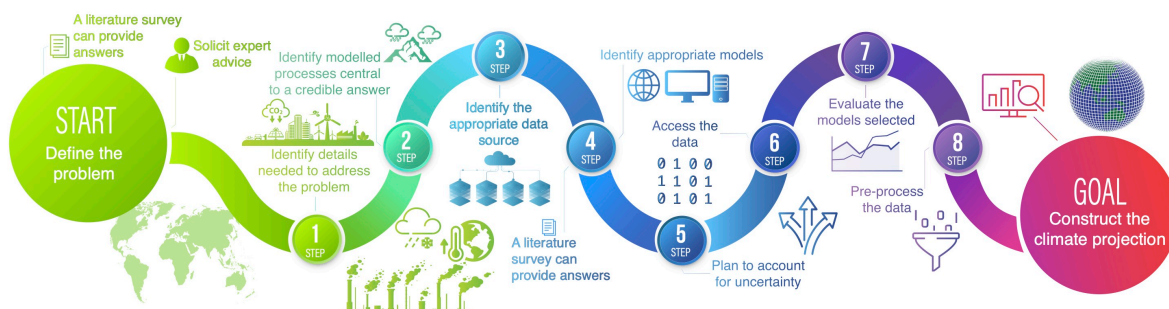 A literature survey
can provide
answers
Solicit expert
advice
START
Define the
problem
Identify modelled
processes central
to a credible answer
CO₂
Identify details
needed to address
the problem
1
STEP
2
STEP
3
STEP
Identify the
appropriate data
source
4
STEP
A literature
survey can
provide answers
Identify appropriate models
Access the
data
0 1 0 0
1 1 0 1
0 1 0 1
5
STEP
Plan to account
for uncertainty
6
STEP
7
STEP
Evaluate the
models selected
8
STEP
Pre-process
the data
GOAL
Construct the
climate projection